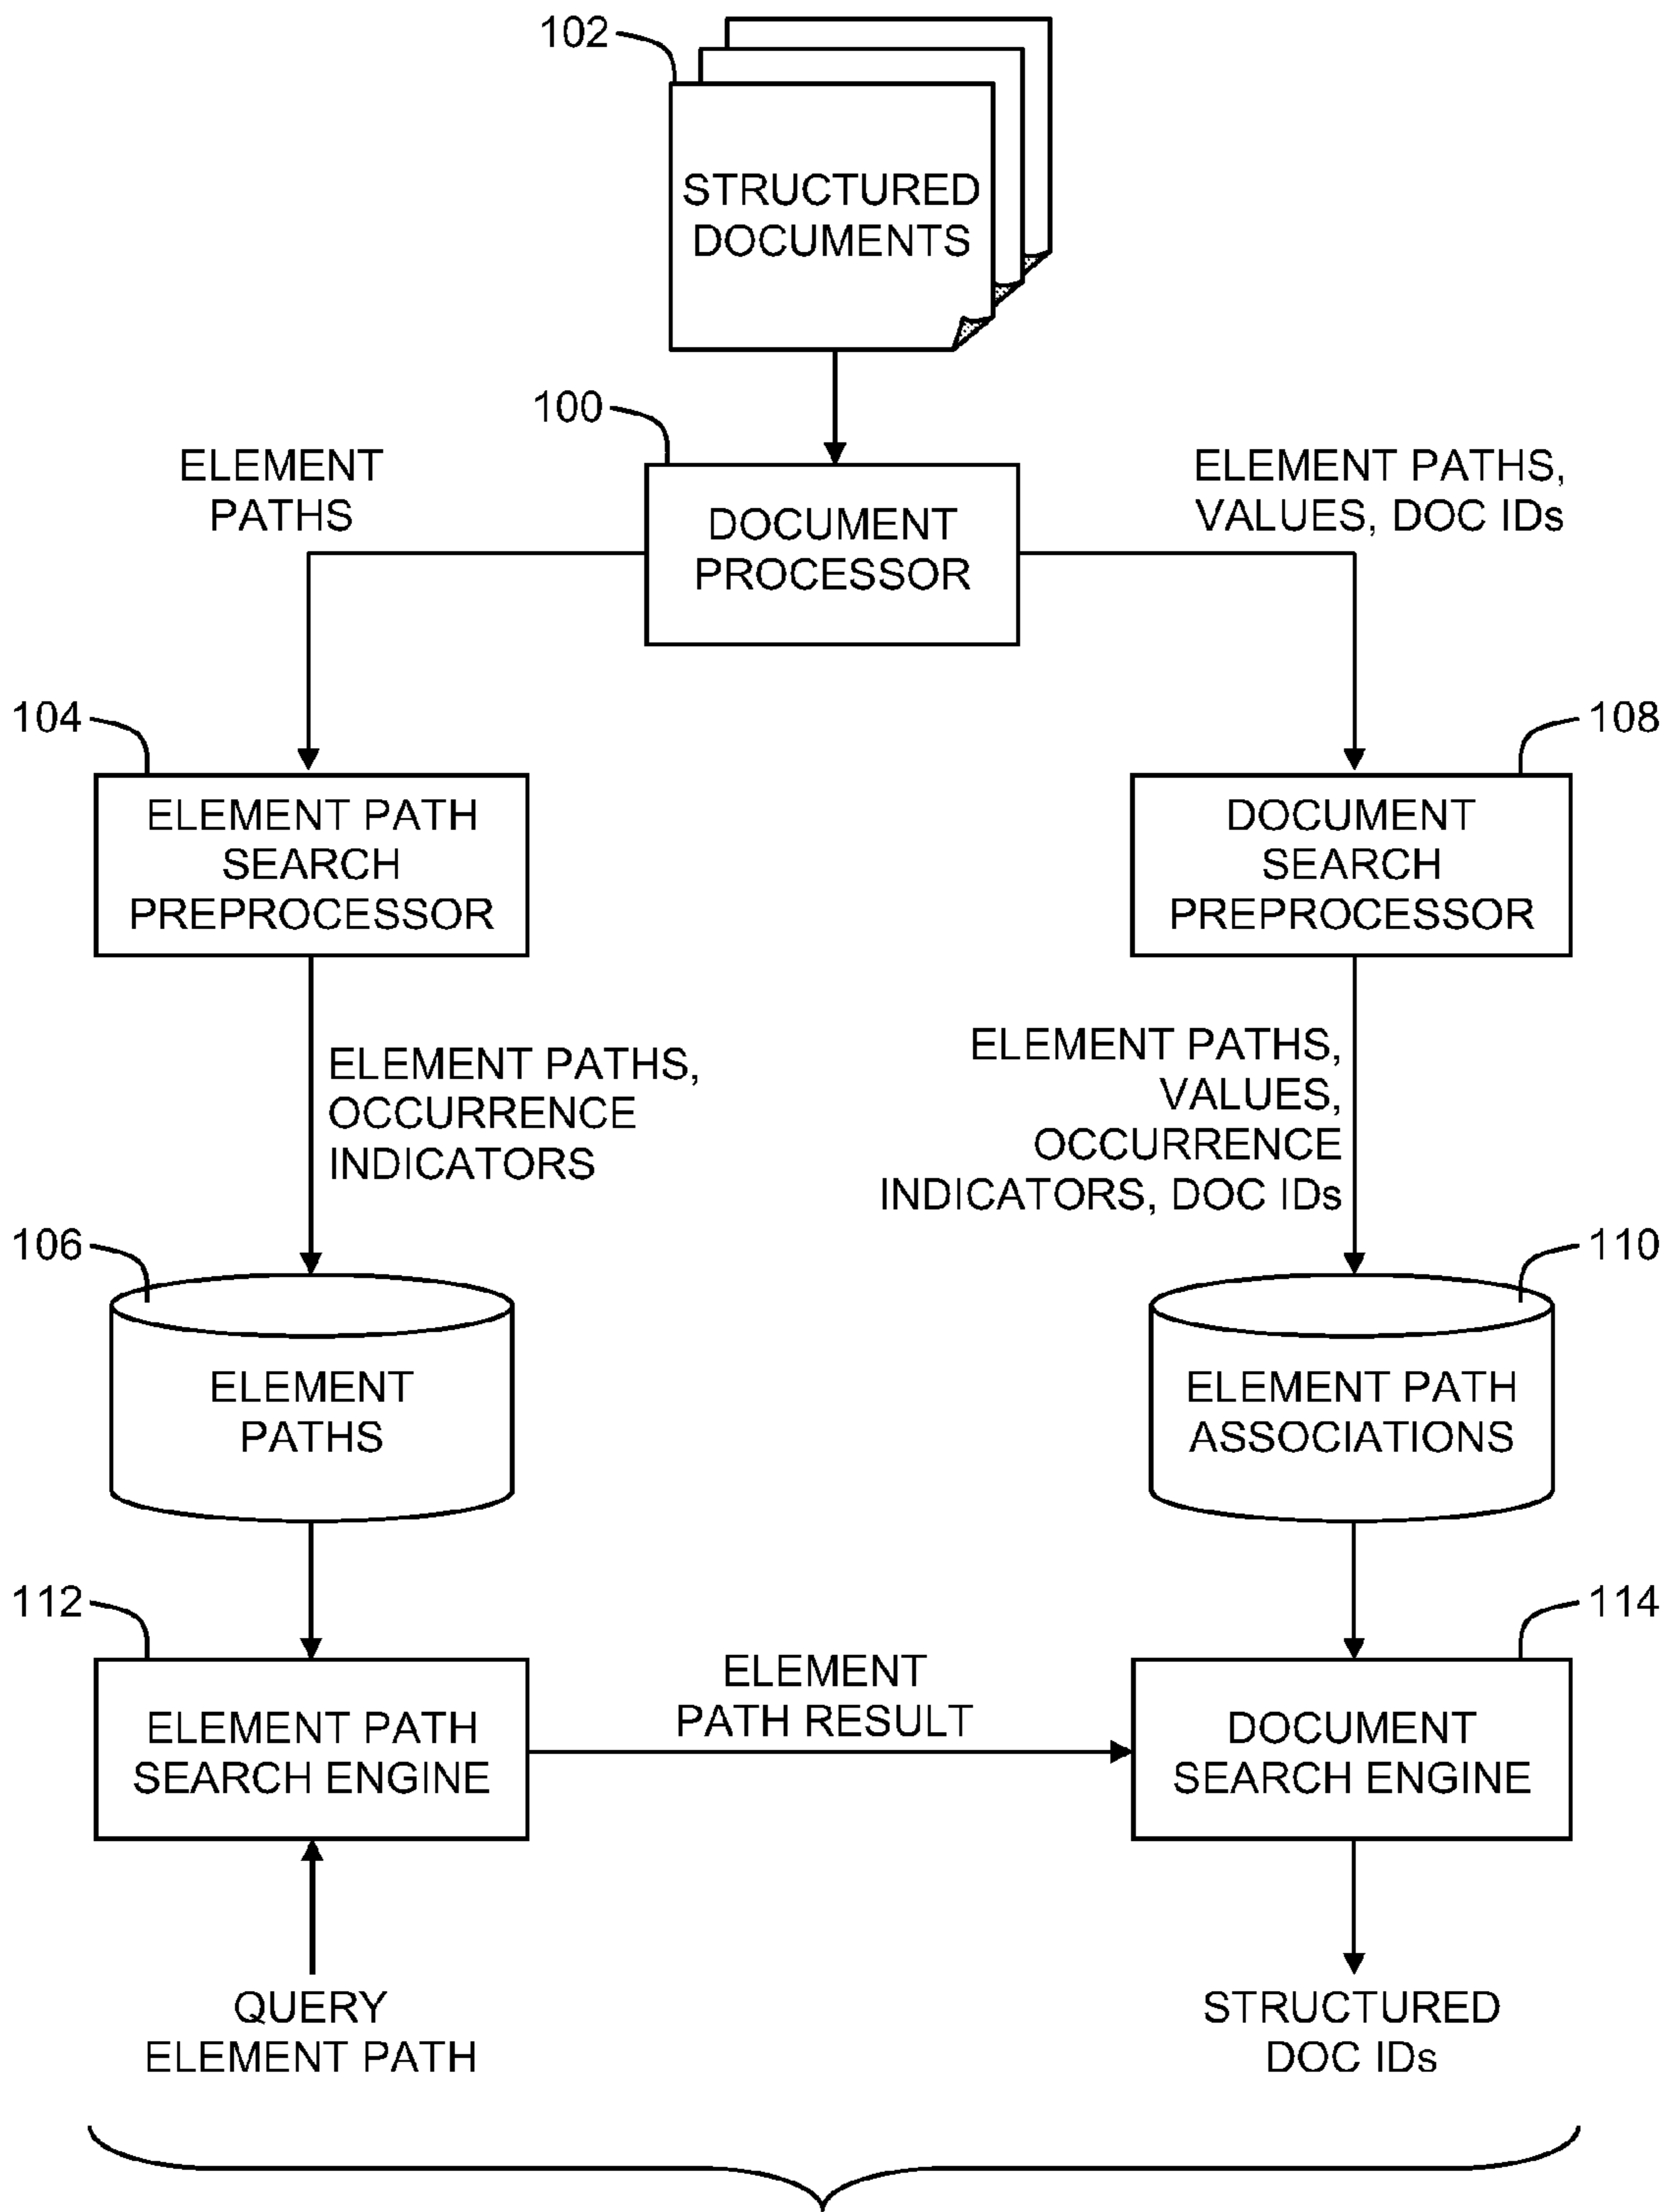 102
STRUCTURED
DOCUMENTS
100
ELEMENT
PATHS
ELEMENT PATHS,
VALUES, DOC IDs
DOCUMENT
PROCESSOR
104
108
ELEMENT PATH
SEARCH
PREPROCESSOR
DOCUMENT
SEARCH
PREPROCESSOR
ELEMENT PATHS,
OCCURRENCE
INDICATORS
ELEMENT PATHS,
VALUES,
OCCURRENCE
INDICATORS, DOC IDs
106
110
ELEMENT
PATHS
ELEMENT PATH
ASSOCIATIONS
112
114
ELEMENT PATH
SEARCH ENGINE
ELEMENT
PATH RESULT
DOCUMENT
SEARCH ENGINE
QUERY
ELEMENT PATH
STRUCTURED
DOC IDs